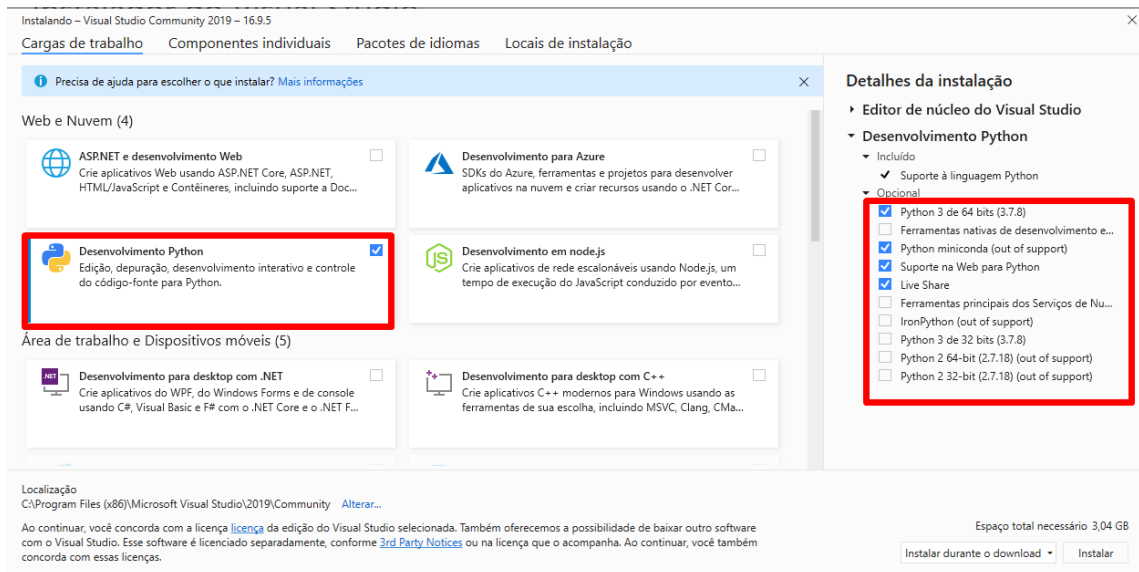 Instalando – Visual Studio Community 2019 – 16.9.5
Cargas de trabalho Componentes individuais Pacotes de idiomas Locais de instalação
Precisa de ajuda para escolher o que instalar? Mais informações
Web e Nuvem (4)
ASP.NET e desenvolvimento Web
Crie aplicativos Web usando ASP.NET Core, ASP.NET,
HTML/JavaScript e Contêineres, incluindo suporte a Doc...
Desenvolvimento para Azure
SDKs do Azure, ferramentas e projetos para desenvolver
aplicativos na nuvem e criar recursos usando o .NET Cor...
Desenvolvimento Python
Edição, depuração, desenvolvimento interativo e controle
do código-fonte para Python.
JS
Desenvolvimento em node.js
Crie aplicativos de rede escalonáveis usando Node.js, um
tempo de execução do JavaScript conduzido por evento...
Área de trabalho e Dispositivos móveis (5)
.NET
Desenvolvimento para desktop com .NET
Crie aplicativos do WPF, do Windows Forms e de console
usando C#, Visual Basic e F# com o .NET Core e o .NET F...
Desenvolvimento para desktop com C++
Crie aplicativos C++ modernos para Windows usando as
ferramentas de sua escolha, incluindo MSVC, Clang, CMa...
Detalhes da instalação
Editor de núcleo do Visual Studio
Desenvolvimento Python
Incluído
Suporte à linguagem Python
Opcional
Python 3 de 64 bits (3.7.8)
Ferramentas nativas de desenvolvimento e...
Python miniconda (out of support)
Suporte na Web para Python
Live Share
Ferramentas principais dos Serviços de Nu...
IronPython (out of support)
Python 3 de 32 bits (3.7.8)
Python 2 64-bit (2.7.18) (out of support)
Python 2 32-bit (2.7.18) (out of support)
Localização
C:\Program Files (x86)\Microsoft Visual Studio\2019\Community Alterar...
Ao continuar, você concorda com a licença licença da edição do Visual Studio selecionada. Também oferecemos a possibilidade de baixar outro software
com o Visual Studio. Esse software é licenciado separadamente, conforme 3rd Party Notices ou na licença que o acompanha. Ao continuar, você também
concorda com essas licenças.
Espaço total necessário 3,04 GB
Instalar durante o download Instalar